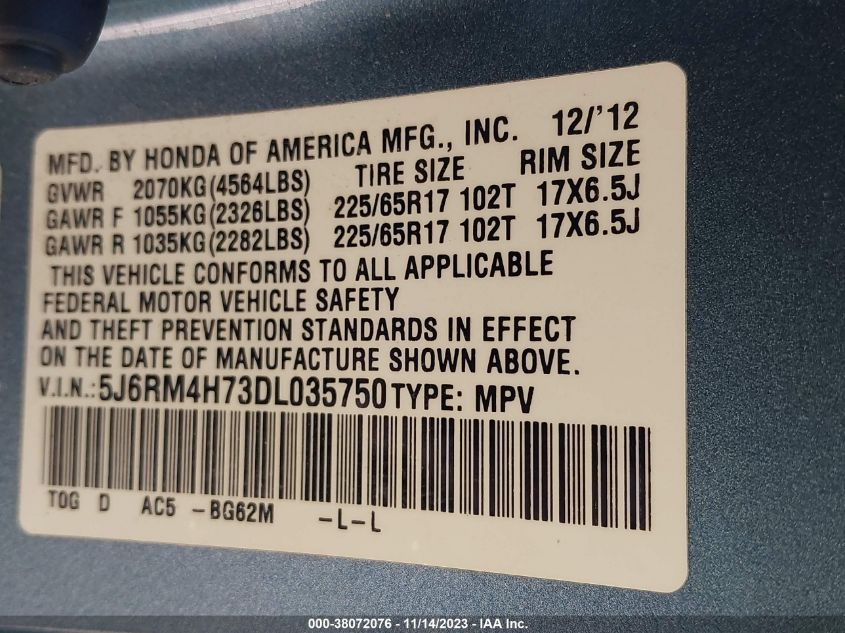 MFD. BY HONDA OF AMERICA MFG., INC. 12/'12
GVWR 2070KG(4564LBS) TIRE SIZE RIM SIZE
GAWR F 1055KG(2326LBS) 225/65R17 102T 17X6.5J
GAWR R 1035KG(2282LBS) 225/65R17 102T 17X6.5J
THIS VEHICLE CONFORMS TO ALL APPLICABLE
FEDERAL MOTOR VEHICLE SAFETY
AND THEFT PREVENTION STANDARDS IN EFFECT
ON THE DATE OF MANUFACTURE SHOWN ABOVE.
V.I.N.: 5J6RM4H73DL035750 TYPE: MPV
TOG D AC5 -BG62M -L-L
000-38072076 - 11/14/2023 - IAA Inc.